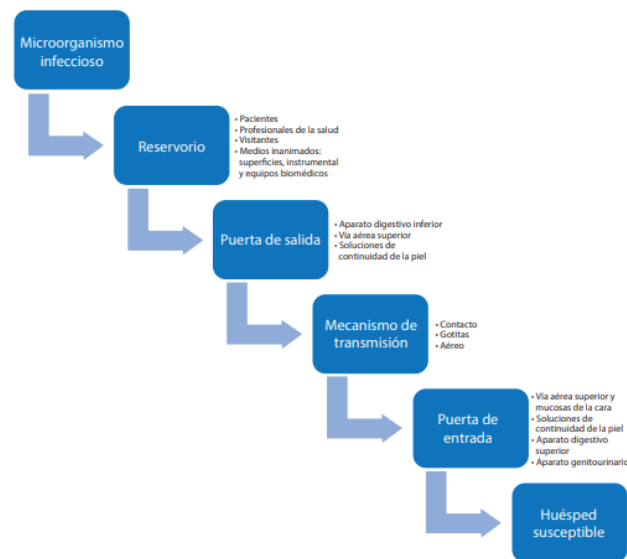 Microorganismo
infeccioso
Reservorio
• Pacientes
• Profesionales de la salud
• Visitantes
• Medios inanimados:
superficies, instrumental
y equipos biomédicos
Puerta de salida
• Aparato digestivo inferior
• Vía aérea superior
• Soluciones de
continuidad de la piel
Mecanismo de
transmisión
• Contacto
• Gotitas
• Aéreo
Puerta de
entrada
• Vía aérea superior y
mucosas de la cara
• Soluciones de
continuidad de la piel
• Aparato digestivo
superior
• Aparato genitourinario
Huésped
susceptible